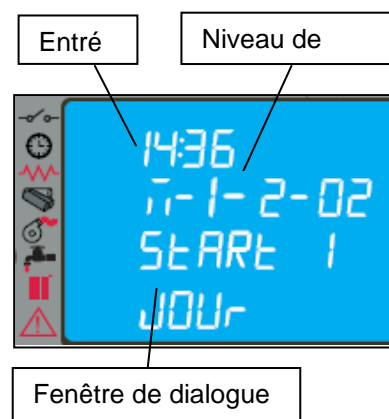 Entré
Niveau de
14:36
m-1-2-02
StARt 1
JOUr
Fenêtre de dialogue